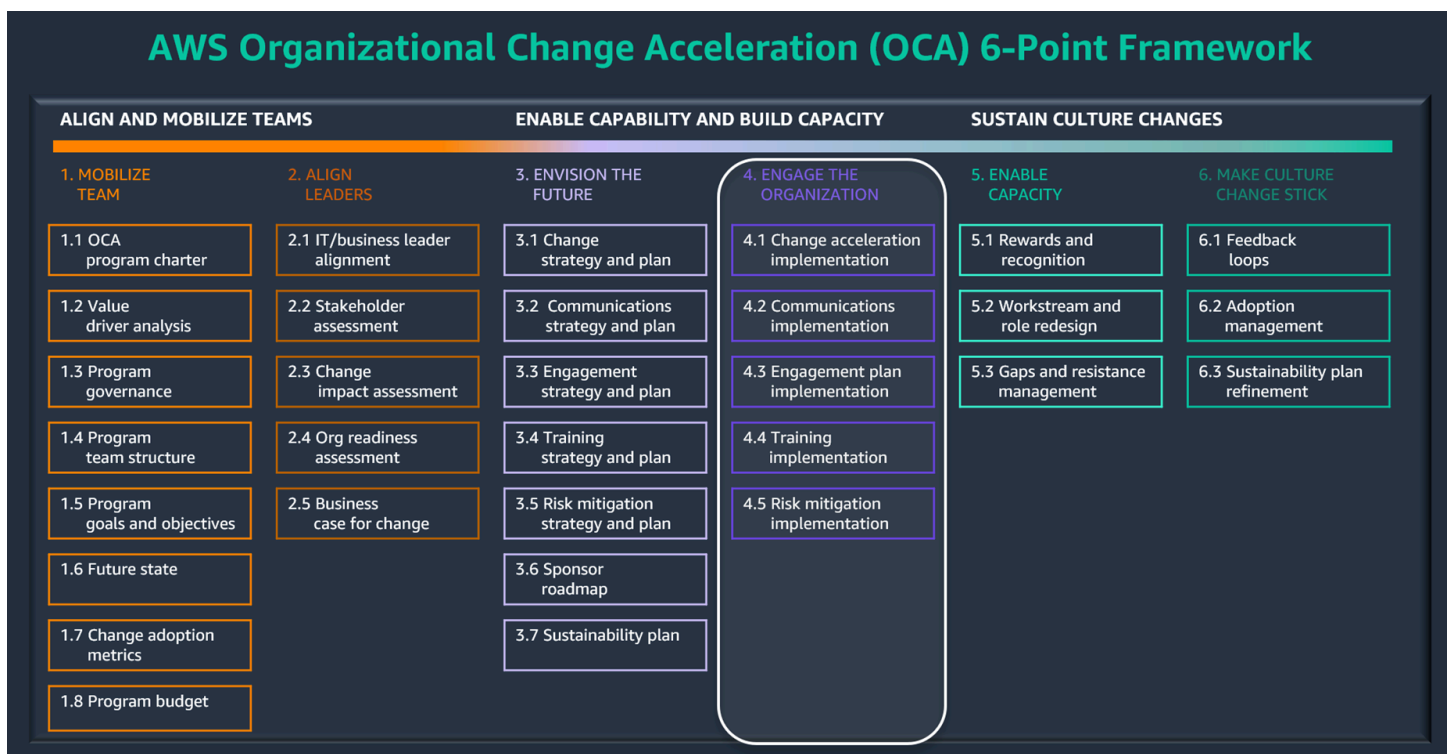 AWS Organizational Change Acceleration (OCA) 6-Point Framework
ALIGN AND MOBILIZE TEAMS
ENABLE CAPABILITY AND BUILD CAPACITY
SUSTAIN CULTURE CHANGES
1. MOBILIZE
TEAM
1.1 OCA
program charter
1.2 Value
driver analysis
1.3 Program
governance
1.4 Program
team structure
1.5 Program
goals and objectives
1.6 Future state
1.7 Change adoption
metrics
1.8 Program budget
2. ALIGN
LEADERS
2.1 IT/business leader
alignment
2.2 Stakeholder
assessment
2.3 Change
impact assessment
2.4 Org readiness
assessment
2.5 Business
case for change
3. ENVISION THE
FUTURE
3.1 Change
strategy and plan
3.2 Communications
strategy and plan
3.3 Engagement
strategy and plan
3.4 Training
strategy and plan
3.5 Risk mitigation
strategy and plan
3.6 Sponsor
roadmap
3.7 Sustainability plan
4. ENGAGE THE
ORGANIZATION
4.1 Change acceleration
implementation
4.2 Communications
implementation
4.3 Engagement plan
implementation
4.4 Training
implementation
4.5 Risk mitigation
implementation
5. ENABLE
CAPACITY
5.1 Rewards and
recognition
5.2 Workstream and
role redesign
5.3 Gaps and resistance
management
6. MAKE CULTURE
CHANGE STICK
6.1 Feedback
loops
6.2 Adoption
management
6.3 Sustainability plan
refinement